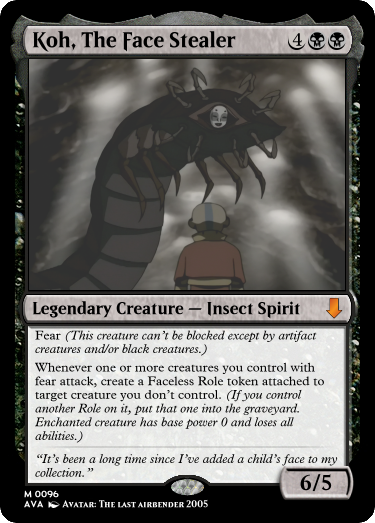 Koh, The Face Stealer 4
Legendary Creature — Insect Spirit
Fear (This creature can't be blocked except by artifact
creatures and/or black creatures.)
Whenever one or more creatures you control with
fear attack, create a Faceless Role token attached to
target creature you don't control. (If you control
another Role on it, put that one into the graveyard.
Enchanted creature has base power 0 and loses all
abilities.)
"It's been a long time since I've added a child's face to my
collection."
6/5
M 0096
AVA Avatar: The last airbender 2005